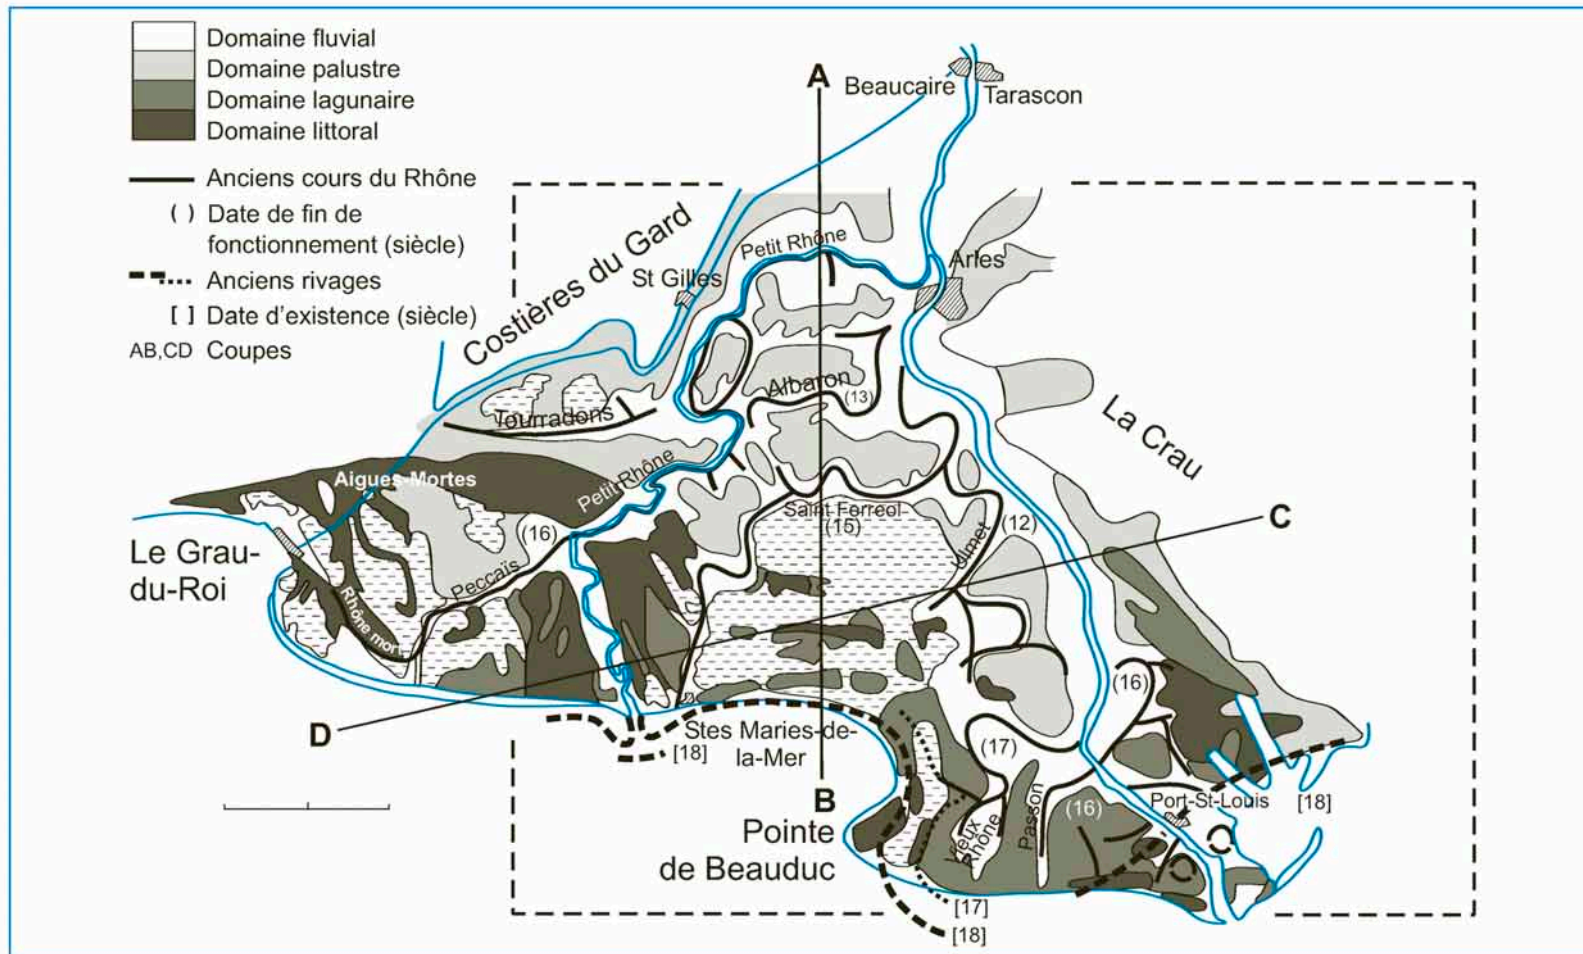 Domaine fluvial
Domaine palustre
Domaine lagunaire
Domaine littoral
Anciens cours du Rhône
( ) Date de fin de
fonctionnement (siècle)
Anciens rivages
[ ] Date d'existence (siècle)
AB,CD Coupes
A
Beaucaire
Tarascon
Costières du Gard
St Gilles
Petit Rhône
Arles
Albaron
(13)
Tourradons
La Crau
Aigues-Mortes
Petit Rhône
Saint Ferreol
(15)
Ulmet
(12)
C
(16)
Peccaïs
Le Grau-
du-Roi
Rhône mort
D
[18]
Stes Maries-de-
la-Mer
B
Pointe
de Beauduc
(16)
(17)
Vieux
Rhône
Passon
(16)
Port-St-Louis
[18]
[17]
[18]